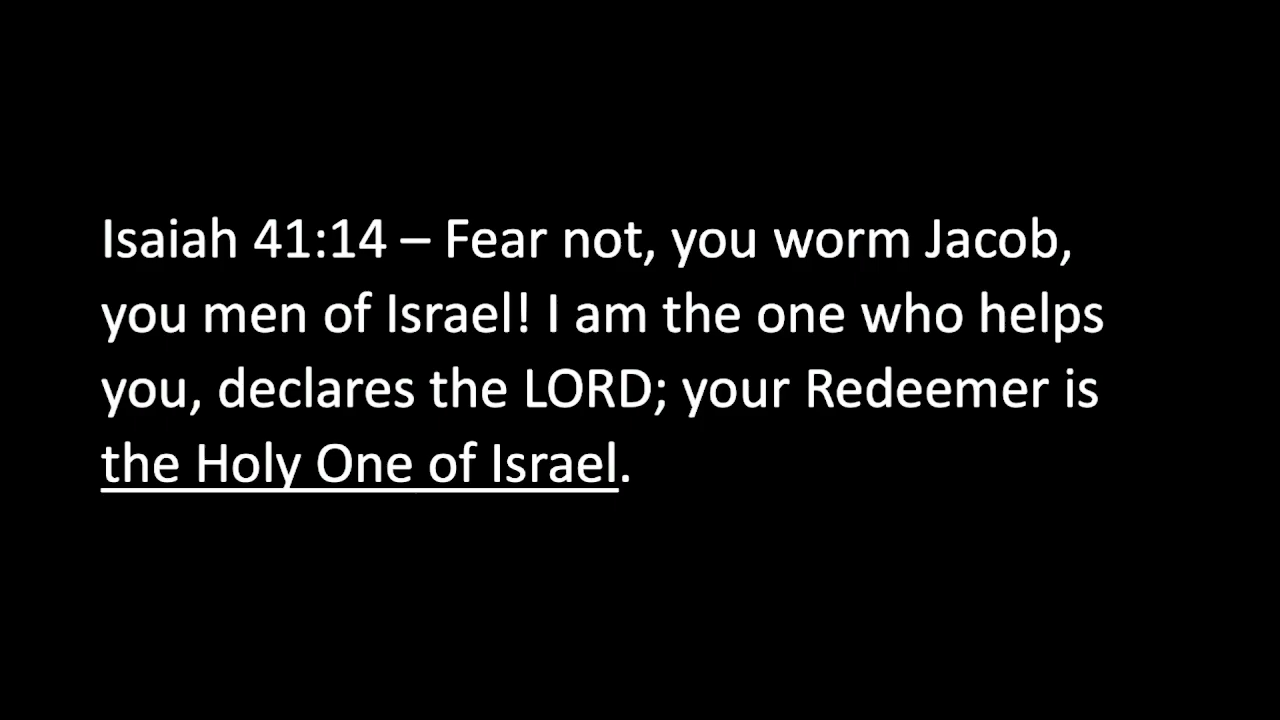 Isaiah 41:14 – Fear not, you worm Jacob,
you men of Israel! I am the one who helps
you, declares the LORD; your Redeemer is
the Holy One of Israel.